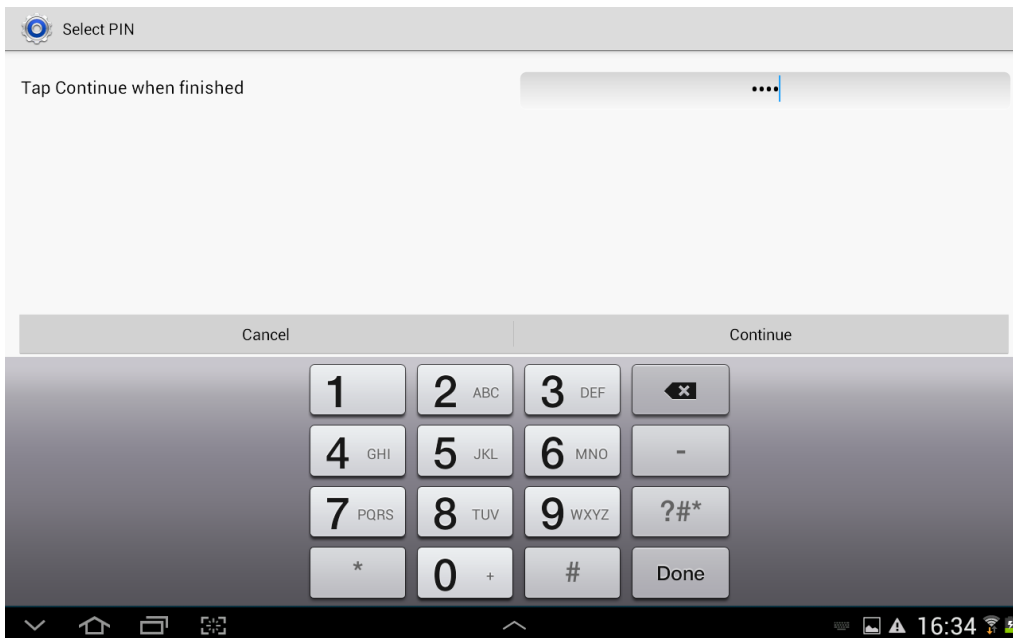 Select PIN
Tap Continue when finished
••••
Cancel Continue
1 2 ABC 3 DEF
4 GHI 5 JKL 6 MNO -
7 PQRS 8 TUV 9 WXYZ ?#*
* 0 + # Done
16:34